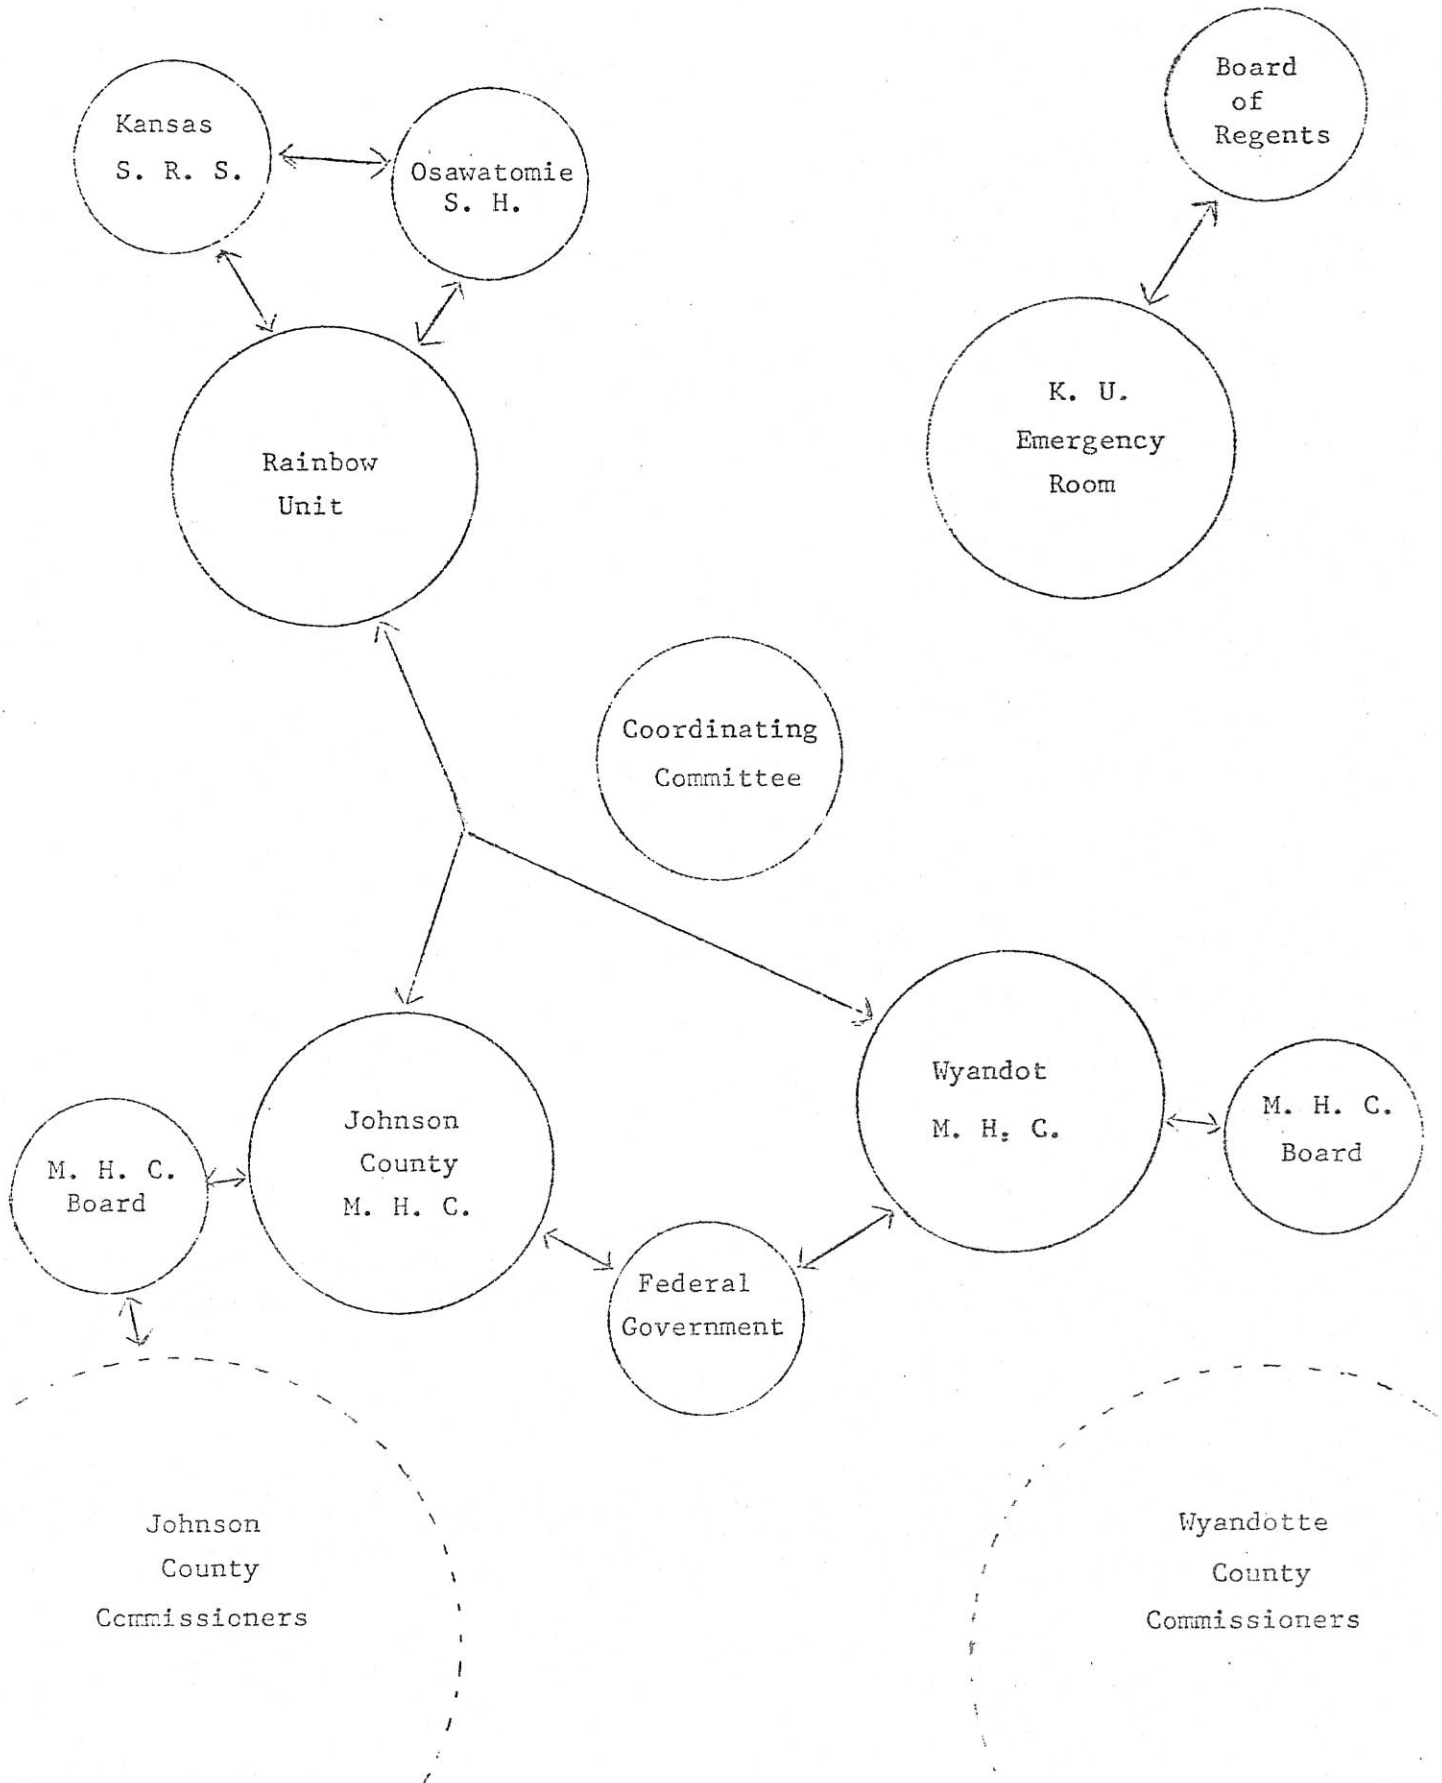 Kansas
S. R. S.
Osawatomie
S. H.
Board
of
Regents
Rainbow
Unit
K. U.
Emergency
Room
Coordinating
Committee
M. H. C.
Board
Johnson
County
M. H. C.
Federal
Government
Wyandot
M. H. C.
M. H. C.
Board
Johnson
County
Commissioners
Wyandotte
County
Commissioners